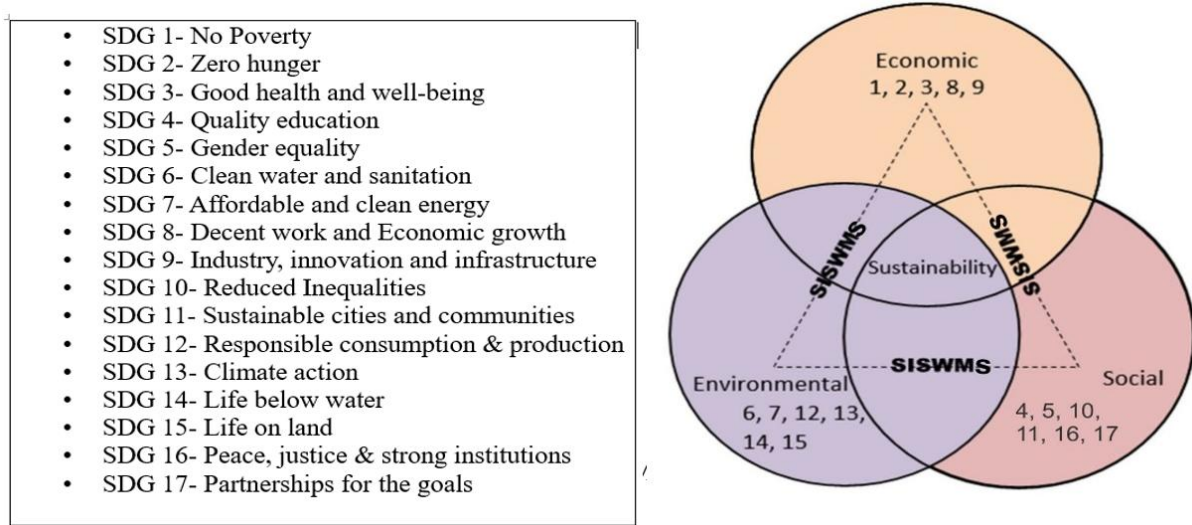 • SDG 1- No Poverty
• SDG 2- Zero hunger
• SDG 3- Good health and well-being
• SDG 4- Quality education
• SDG 5- Gender equality
• SDG 6- Clean water and sanitation
• SDG 7- Affordable and clean energy
• SDG 8- Decent work and Economic growth
• SDG 9- Industry, innovation and infrastructure
• SDG 10- Reduced Inequalities
• SDG 11- Sustainable cities and communities
• SDG 12- Responsible consumption & production
• SDG 13- Climate action
• SDG 14- Life below water
• SDG 15- Life on land
• SDG 16- Peace, justice & strong institutions
• SDG 17- Partnerships for the goals
Economic
1, 2, 3, 8, 9
SISWMS
SISWMS
Sustainability
SISWMS
Environmental
6, 7, 12, 13,
14, 15
Social
4, 5, 10,
11, 16, 17